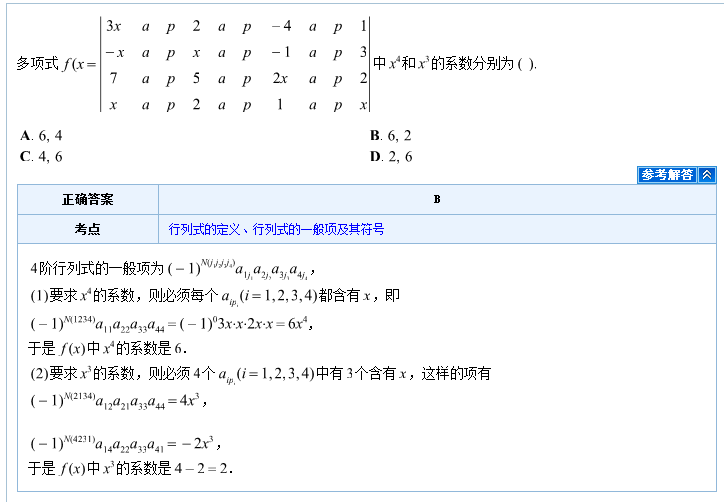 多项式 f(x = | 3x a p 2 a p −4 a p 1 |
| −x a p x a p −1 a p 3 |
| 7 a p 5 a p 2x a p 2 |
| x a p 2 a p 1 a p x | 中 x⁴和 x³的系数分别为 ( ).
A. 6, 4 B. 6, 2
C. 4, 6 D. 2, 6
参考解答
正确答案 B
考点 行列式的定义、行列式的一般项及其符号
4阶行列式的一般项为 (−1)^{N(j₁j₂j₃j₄)}a_{1j₁}a_{2j₂}a_{3j₃}a_{4j₄},
(1)要求 x⁴的系数，则必须每个 a_{ip_i}(i=1,2,3,4)都含有 x，即
(−1)^{N(1234)}a₁₁a₂₂a₃₃a₄₄=(−1)⁰3x·x·2x·x=6x⁴,
于是 f(x)中 x⁴的系数是 6.
(2)要求 x³的系数，则必须 4个 a_{ip_i}(i=1,2,3,4)中有 3个含有 x，这样的项有
(−1)^{N(2134)}a₁₂a₂₁a₃₃a₄₄=4x³,
(−1)^{N(4231)}a₁₄a₂₂a₃₃a₄₁=−2x³,
于是 f(x)中 x³的系数是 4–2=2.